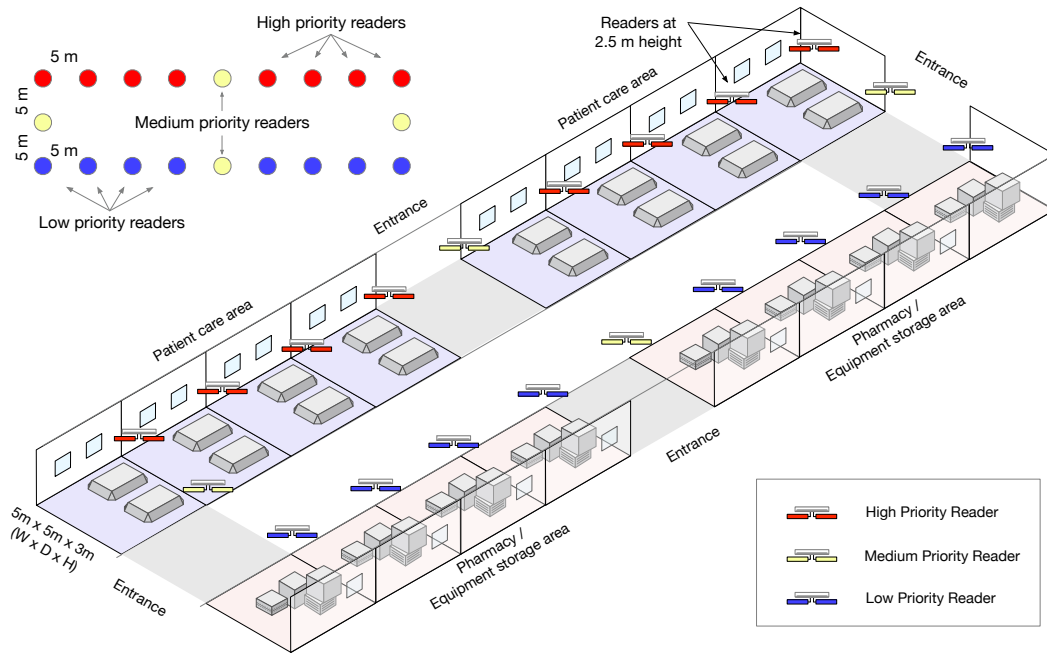 High priority readers
5 m
5 m
Medium priority readers
5 m
5 m
Low priority readers
Readers at
2.5 m height
Entrance
Patient care area
Entrance
Patient care area
5m x 5m x 3m
(W x D x H)
Entrance
Pharmacy /
Equipment storage area
Entrance
Pharmacy /
Equipment storage area
High Priority Reader
Medium Priority Reader
Low Priority Reader